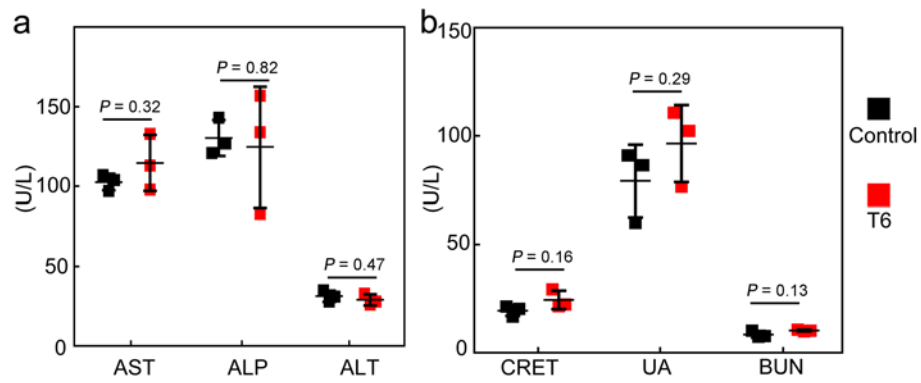 a
(U/L)
150
100
50
0
P = 0.32
P = 0.82
P = 0.47
AST ALP ALT
b
(U/L)
150
100
50
0
P = 0.16
P = 0.29
P = 0.13
CRET UA BUN
Control
T6